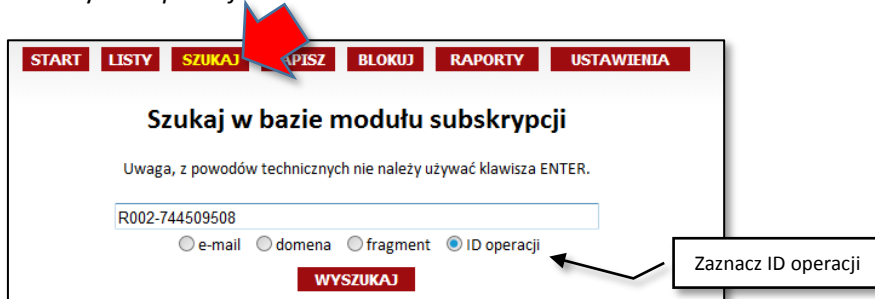 START LISTY SZUKAJ BLOKUJ RAPORTY USTAWIENIA
Szukaj w bazie modułu subskrypcji
Uwaga, z powodów technicznych nie należy używać klawisza ENTER.
R002-744509508
e-mail domena fragment ID operacji
Zaznacz ID operacji
WYSZUKAJ